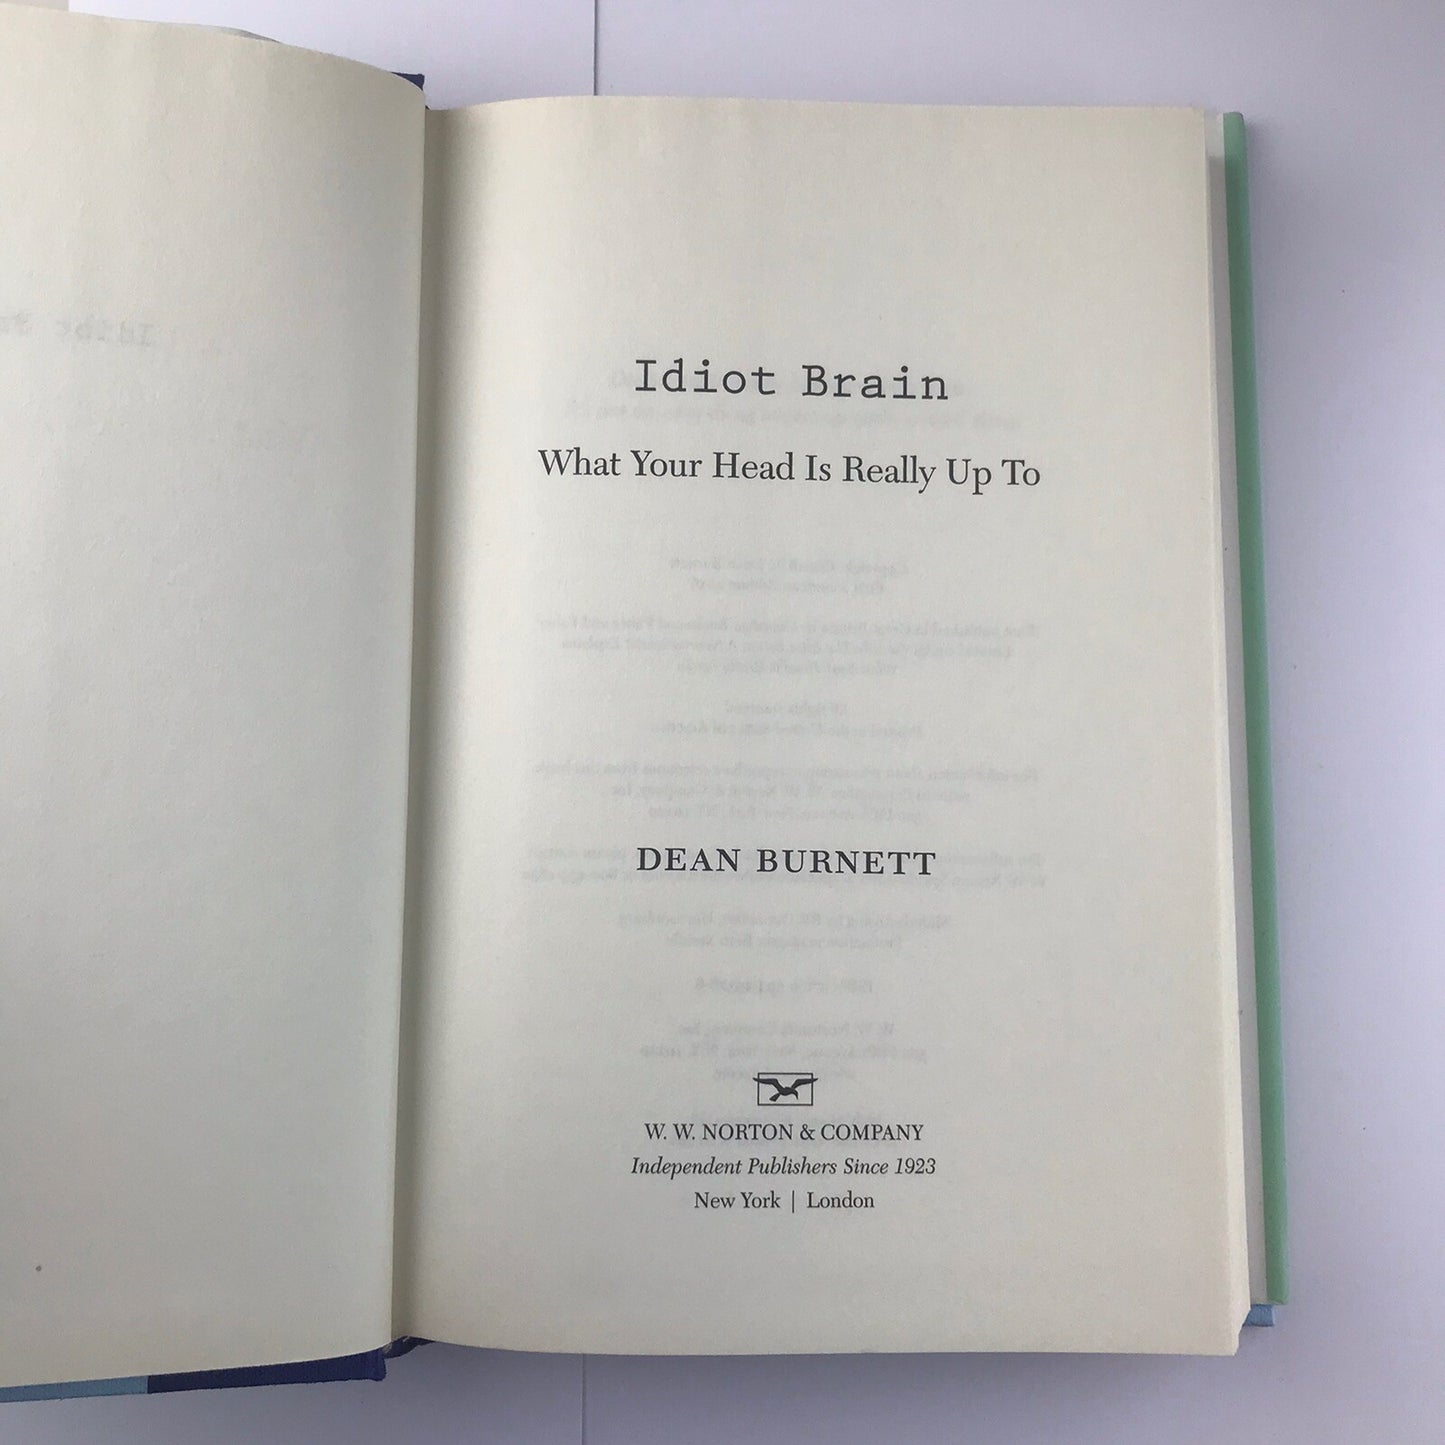 Idiot Brain
What Your Head Is Really Up To
DEAN BURNETT
W. W. NORTON & COMPANY
Independent Publishers Since 1923
New York | London